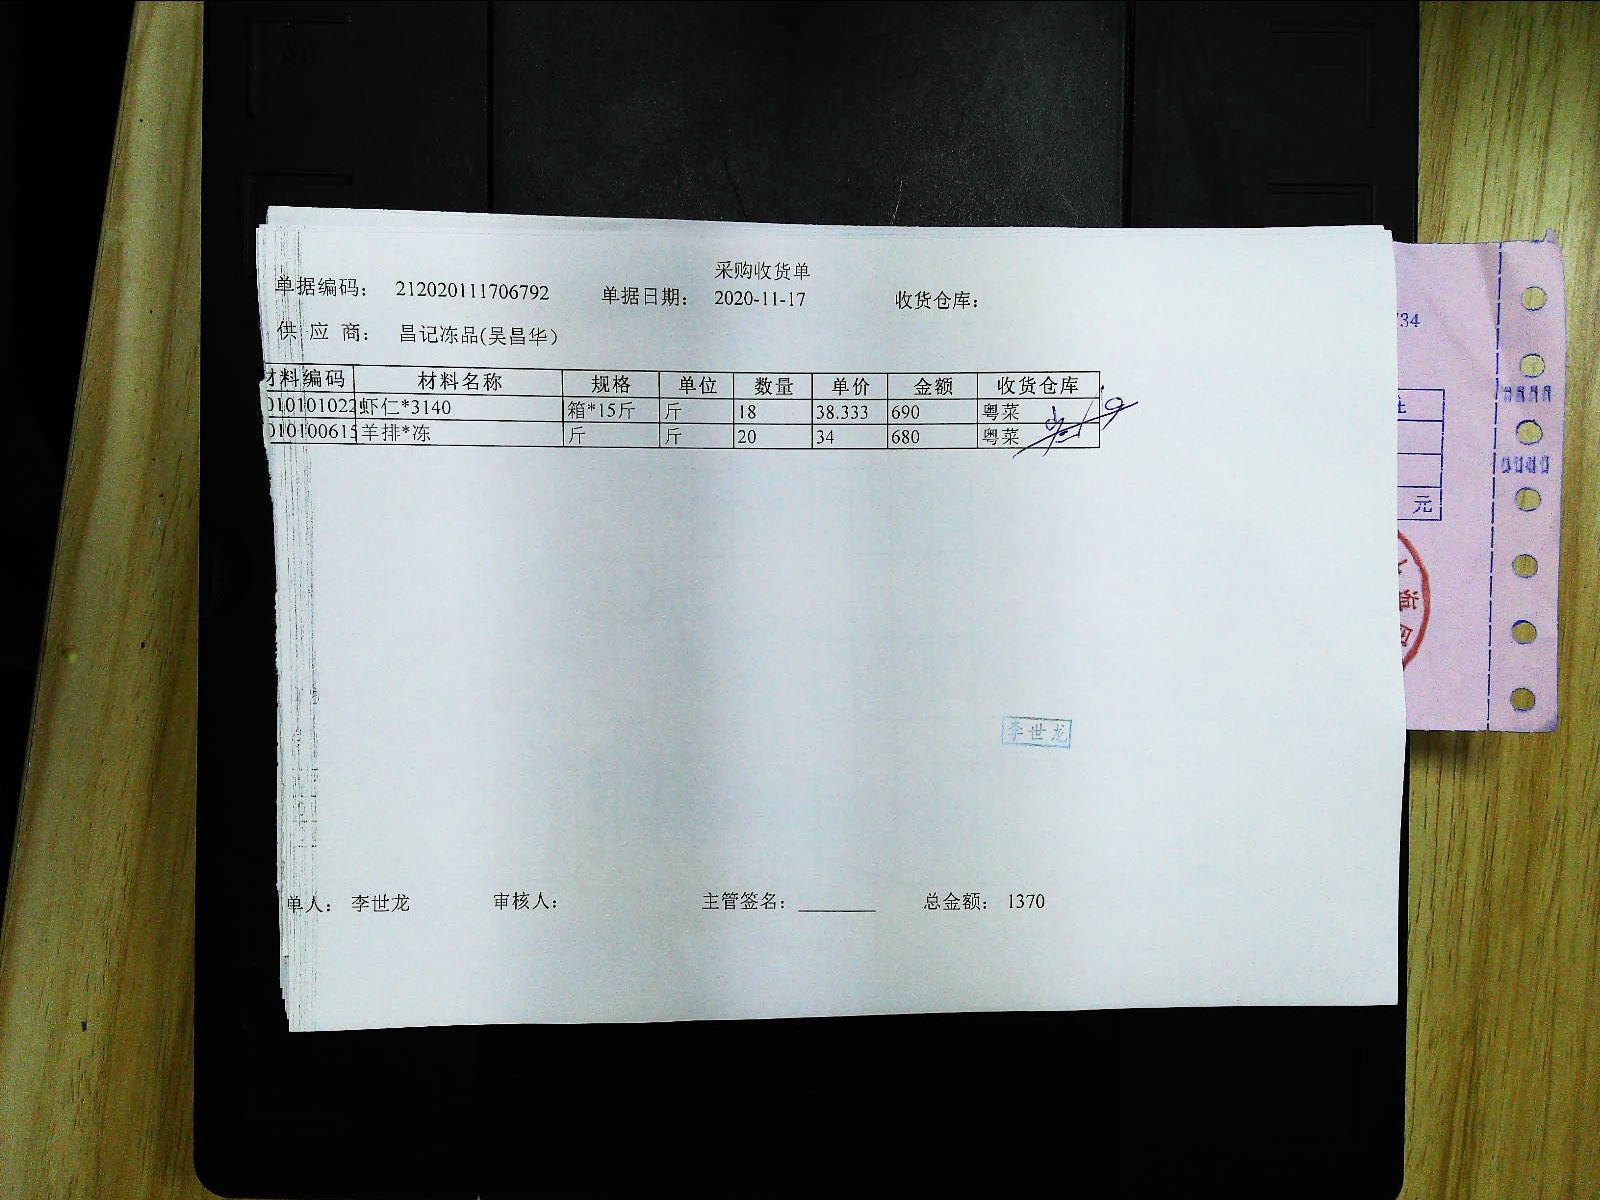 采购收货单
单据编码： 212020111706792 单据日期： 2020-11-17 收货仓库：
供 应 商： 昌记冻品(吴昌华)
材料编码 材料名称 规格 单位 数量 单价 金额 收货仓库
010101022 虾仁*3140 箱*15斤 斤 18 38.333 690 粤菜
010100615 羊排*冻 斤 斤 20 34 680 粤菜
李世龙
单人： 李世龙 审核人： 主管签名： 总金额： 1370
734
元